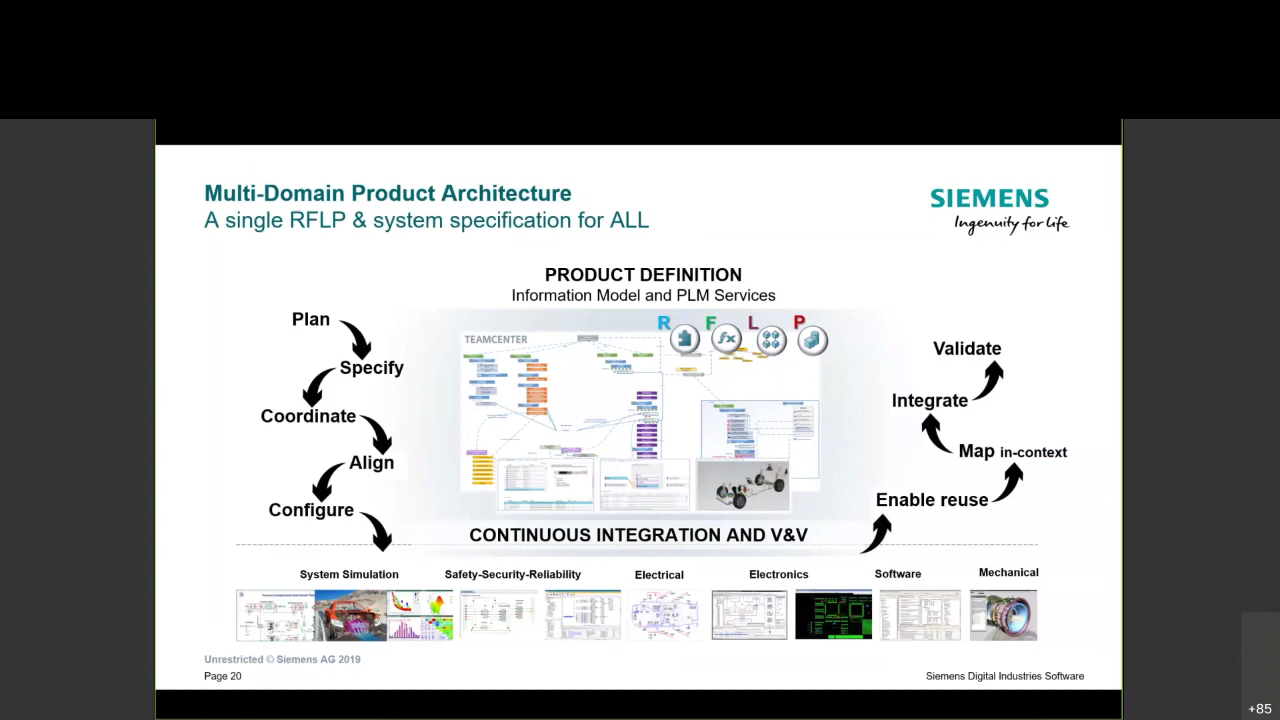 Multi-Domain Product Architecture
A single RFLP & system specification for ALL
SIEMENS
Ingenuity for life
PRODUCT DEFINITION
Information Model and PLM Services
Plan
Specify
Coordinate
Align
Configure
TEAMCENTER
R F L P
fx
Validate
Integrate
Map in-context
Enable reuse
CONTINUOUS INTEGRATION AND V&V
System Simulation
Safety-Security-Reliability
Electrical
Electronics
Software
Mechanical
Unrestricted © Siemens AG 2019
Page 20
Siemens Digital Industries Software
+85